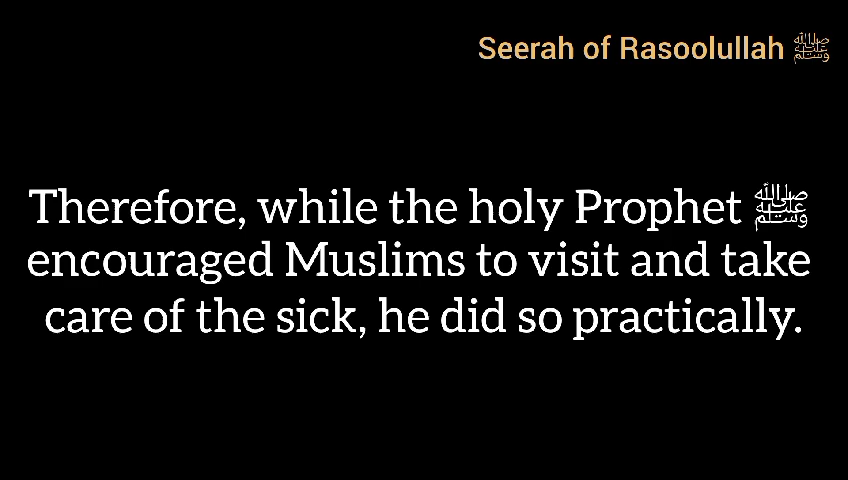 Seerah of Rasoolullah ﷺ
Therefore, while the holy Prophet ﷺ
encouraged Muslims to visit and take
care of the sick, he did so practically.